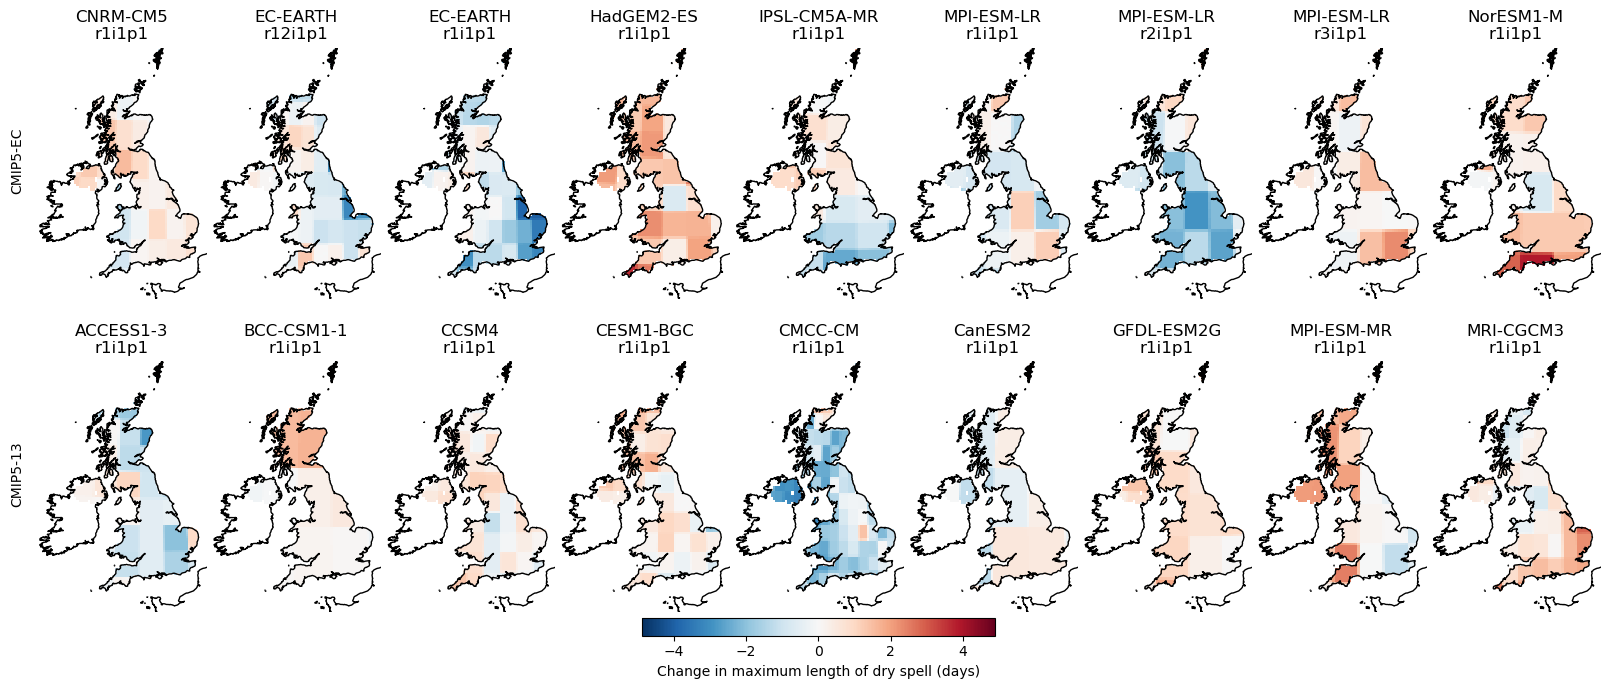 CNRM-CM5 EC-EARTH EC-EARTH HadGEM2-ES IPSL-CM5A-MR MPI-ESM-LR MPI-ESM-LR MPI-ESM-LR NorESM1-M
r1i1p1 r12i1p1 r1i1p1 r1i1p1 r1i1p1 r1i1p1 r2i1p1 r3i1p1 r1i1p1
CMIP5-EC
ACCESS1-3 BCC-CSM1-1 CCSM4 CESM1-BGC CMCC-CM CanESM2 GFDL-ESM2G MPI-ESM-MR MRI-CGCM3
r1i1p1 r1i1p1 r1i1p1 r1i1p1 r1i1p1 r1i1p1 r1i1p1 r1i1p1 r1i1p1
CMIP5-13
−4 −2 0 2 4
Change in maximum length of dry spell (days)